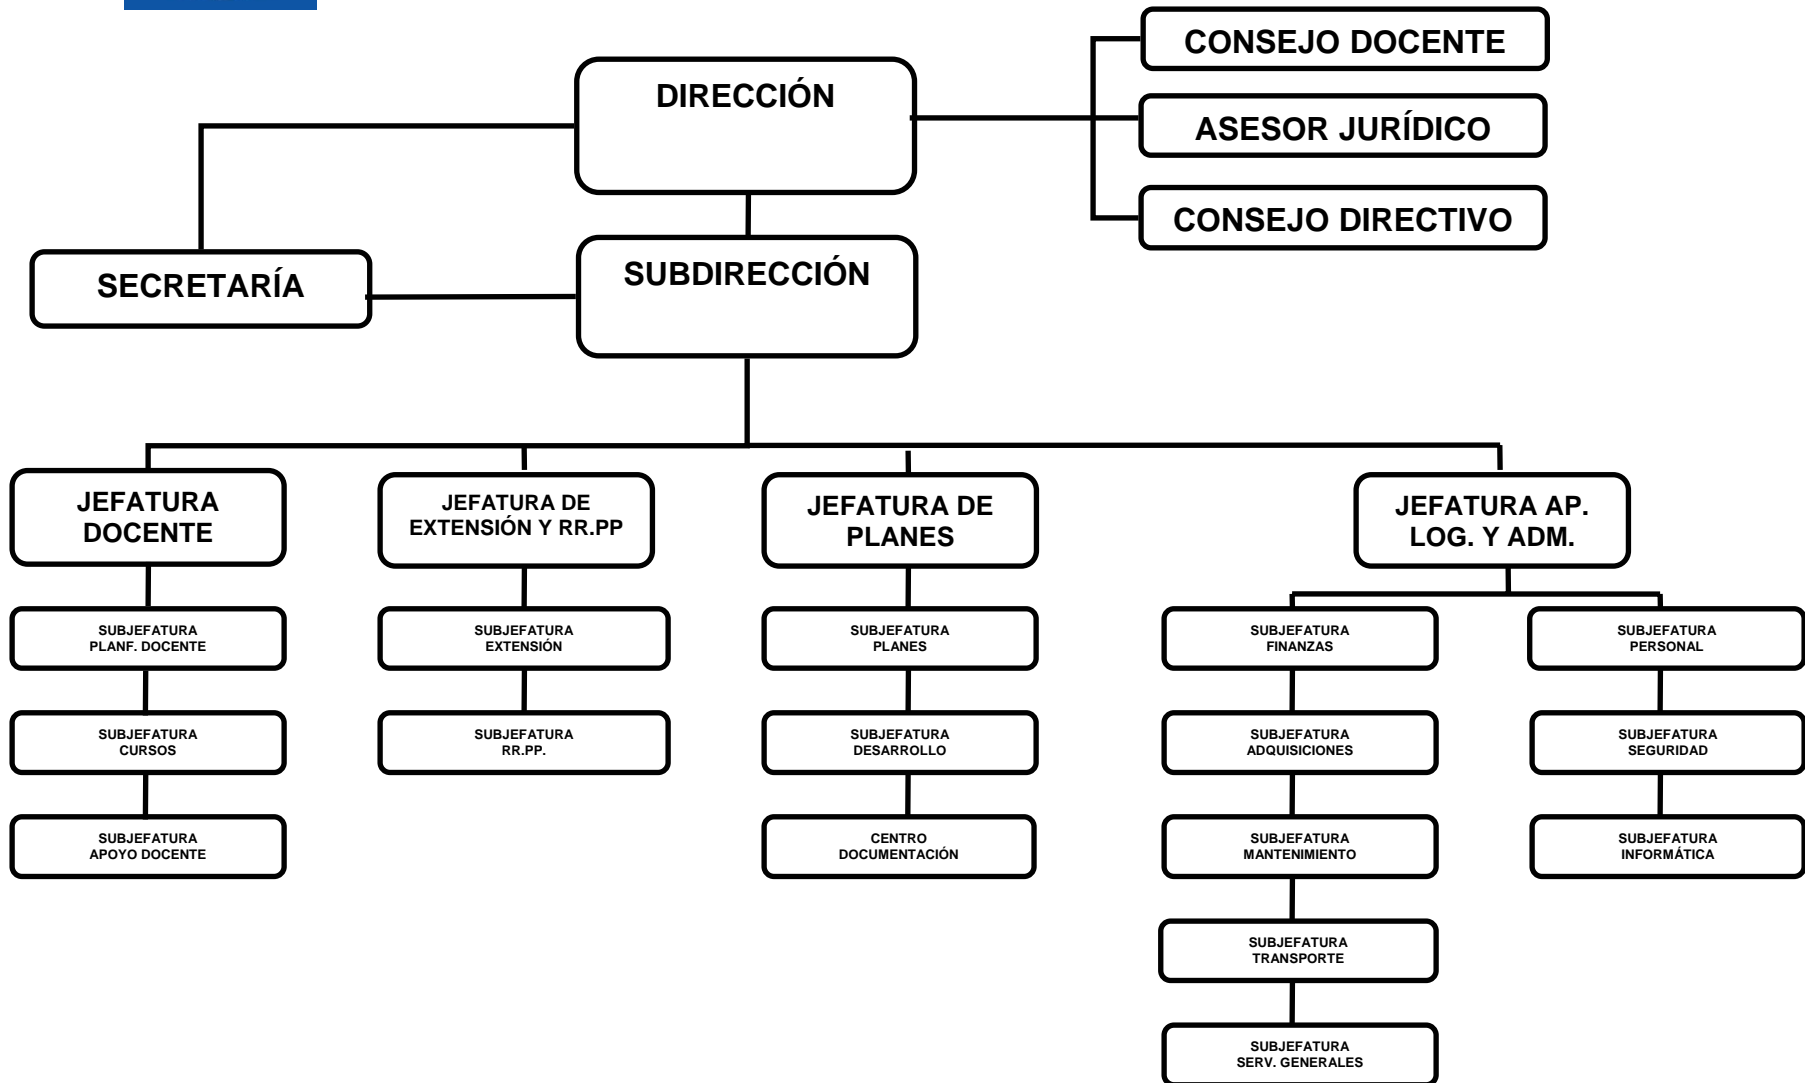 CONSEJO DOCENTE
DIRECCIÓN
ASESOR JURÍDICO
CONSEJO DIRECTIVO
SECRETARÍA
SUBDIRECCIÓN
JEFATURA
DOCENTE
JEFATURA DE
EXTENSIÓN Y RR.PP
JEFATURA DE
PLANES
JEFATURA AP.
LOG. Y ADM.
SUBJEFATURA
PLANF. DOCENTE
SUBJEFATURA
EXTENSIÓN
SUBJEFATURA
PLANES
SUBJEFATURA
FINANZAS
SUBJEFATURA
PERSONAL
SUBJEFATURA
CURSOS
SUBJEFATURA
RR.PP.
SUBJEFATURA
DESARROLLO
SUBJEFATURA
ADQUISICIONES
SUBJEFATURA
SEGURIDAD
SUBJEFATURA
APOYO DOCENTE
CENTRO
DOCUMENTACIÓN
SUBJEFATURA
MANTENIMIENTO
SUBJEFATURA
INFORMÁTICA
SUBJEFATURA
TRANSPORTE
SUBJEFATURA
SERV. GENERALES